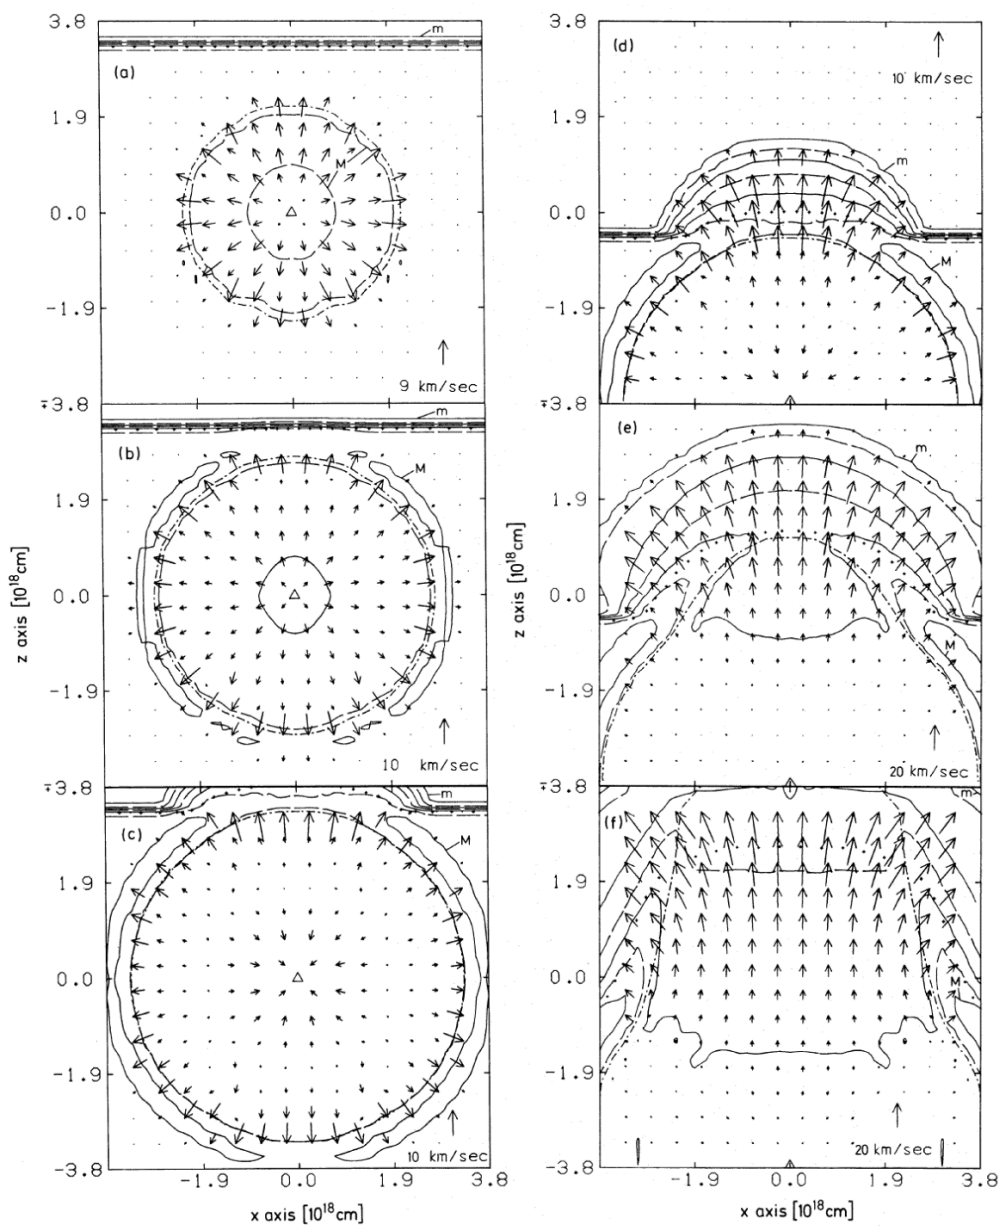 3.8
m
(a)
1.9
M
0.0
-1.9
9 km/sec
∓3.8
m
(b)
M
1.9
0.0
-1.9
10 km/sec
∓3.8
m
(c)
M
1.9
0.0
-1.9
10 km/sec
-3.8
-1.9 0.0 1.9 3.8
x axis [10¹⁸cm]
z axis [10¹⁸cm]
3.8
(d)
10 km/sec
1.9
m
0.0
M
-1.9
∓3.8
(e)
m
1.9
0.0
M
-1.9
20 km/sec
∓3.8
m
(f)
1.9
0.0
M
-1.9
20 km/sec
-3.8
-1.9 0.0 1.9 3.8
x axis [10¹⁸cm]
z axis [10¹⁸cm]